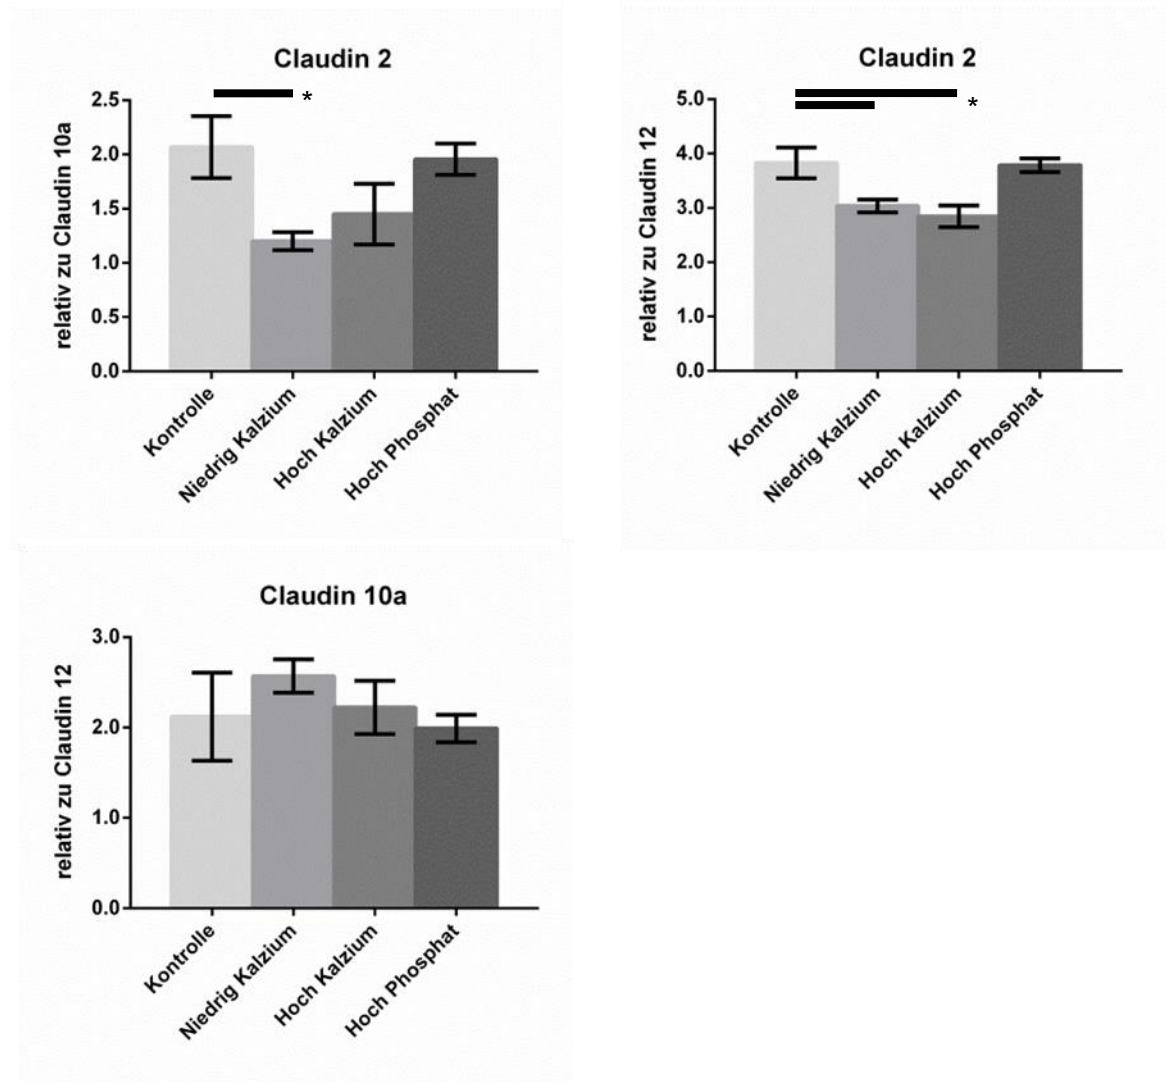 Claudin 2
*
relativ zu Claudin 10a
2.5
2.0
1.5
1.0
0.5
0.0
Kontrolle
Niedrig Kalzium
Hoch Kalzium
Hoch Phosphat
Claudin 2
*
relativ zu Claudin 12
5.0
4.0
3.0
2.0
1.0
0.0
Kontrolle
Niedrig Kalzium
Hoch Kalzium
Hoch Phosphat
Claudin 10a
relativ zu Claudin 12
3.0
2.0
1.0
0.0
Kontrolle
Niedrig Kalzium
Hoch Kalzium
Hoch Phosphat